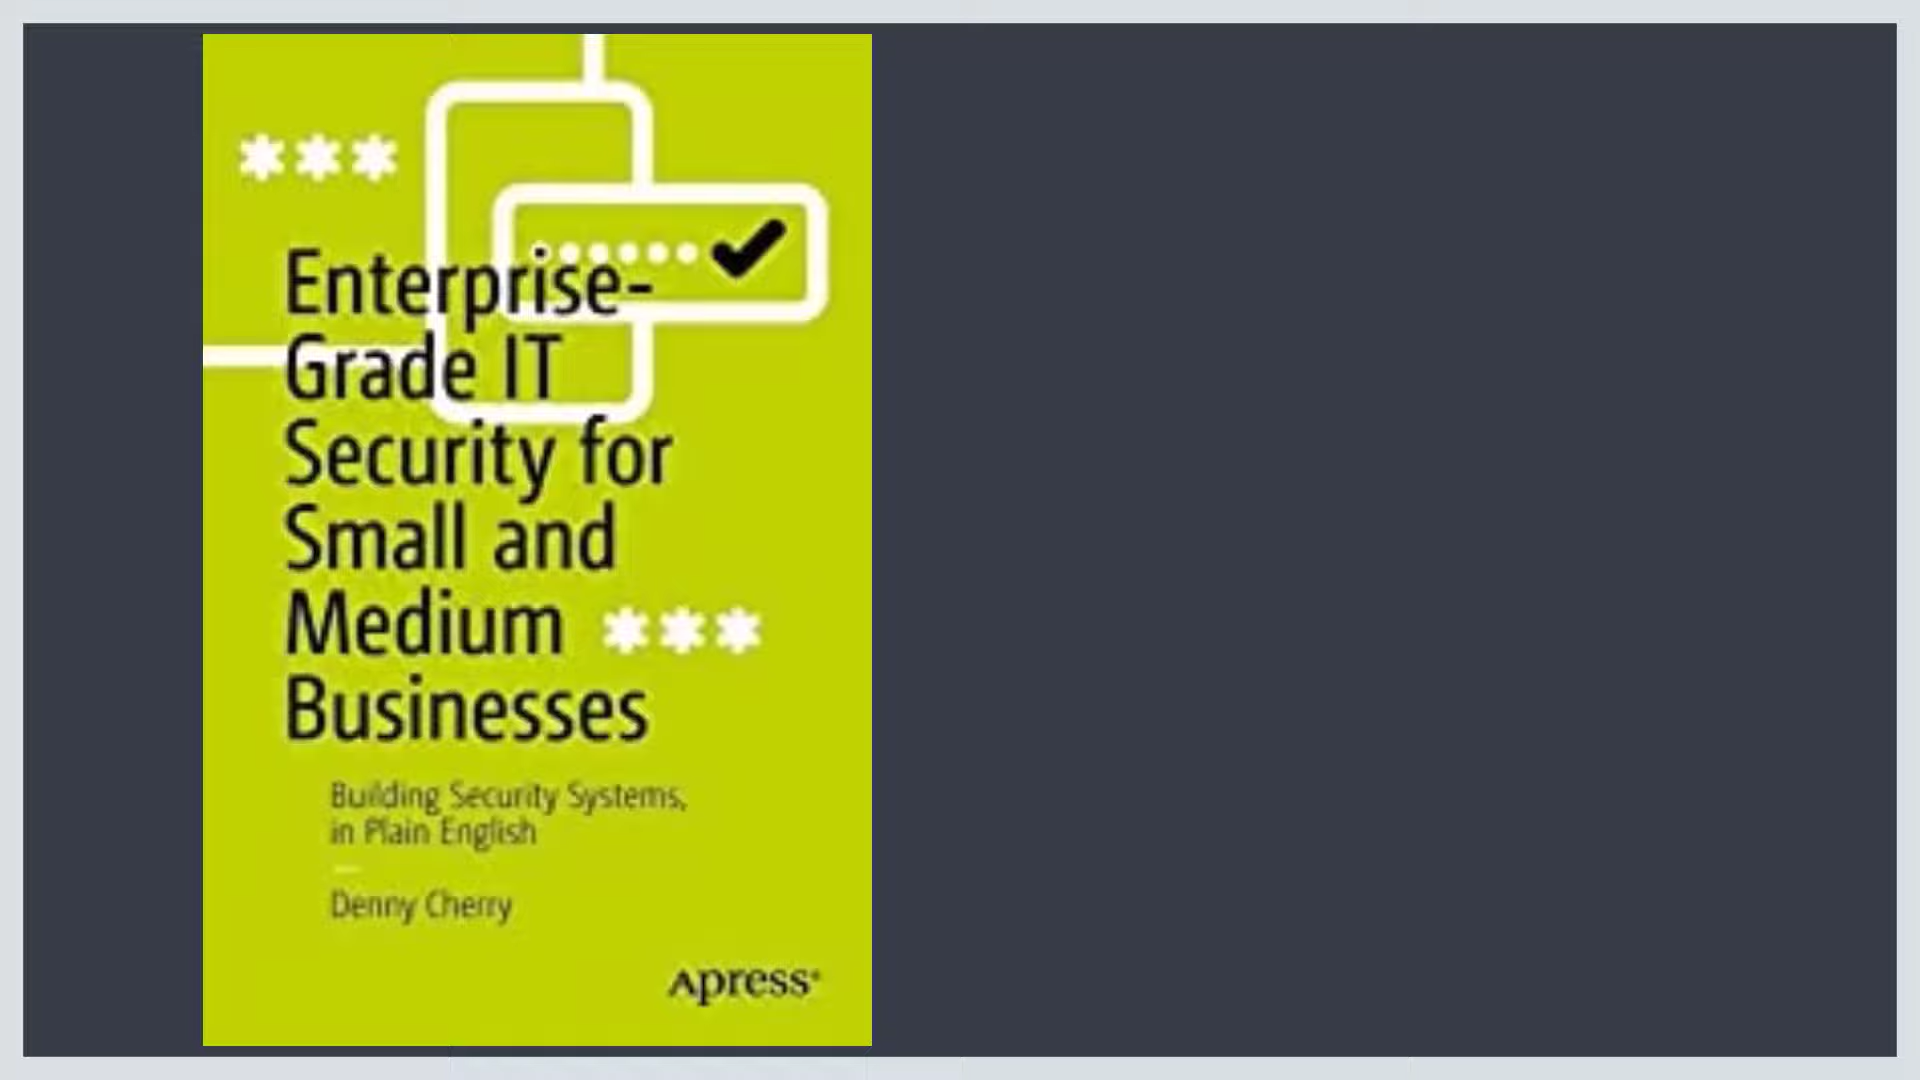 Enterprise-
Grade IT
Security for
Small and
Medium
Businesses
Building Security Systems,
in Plain English
Denny Cherry
Apress®